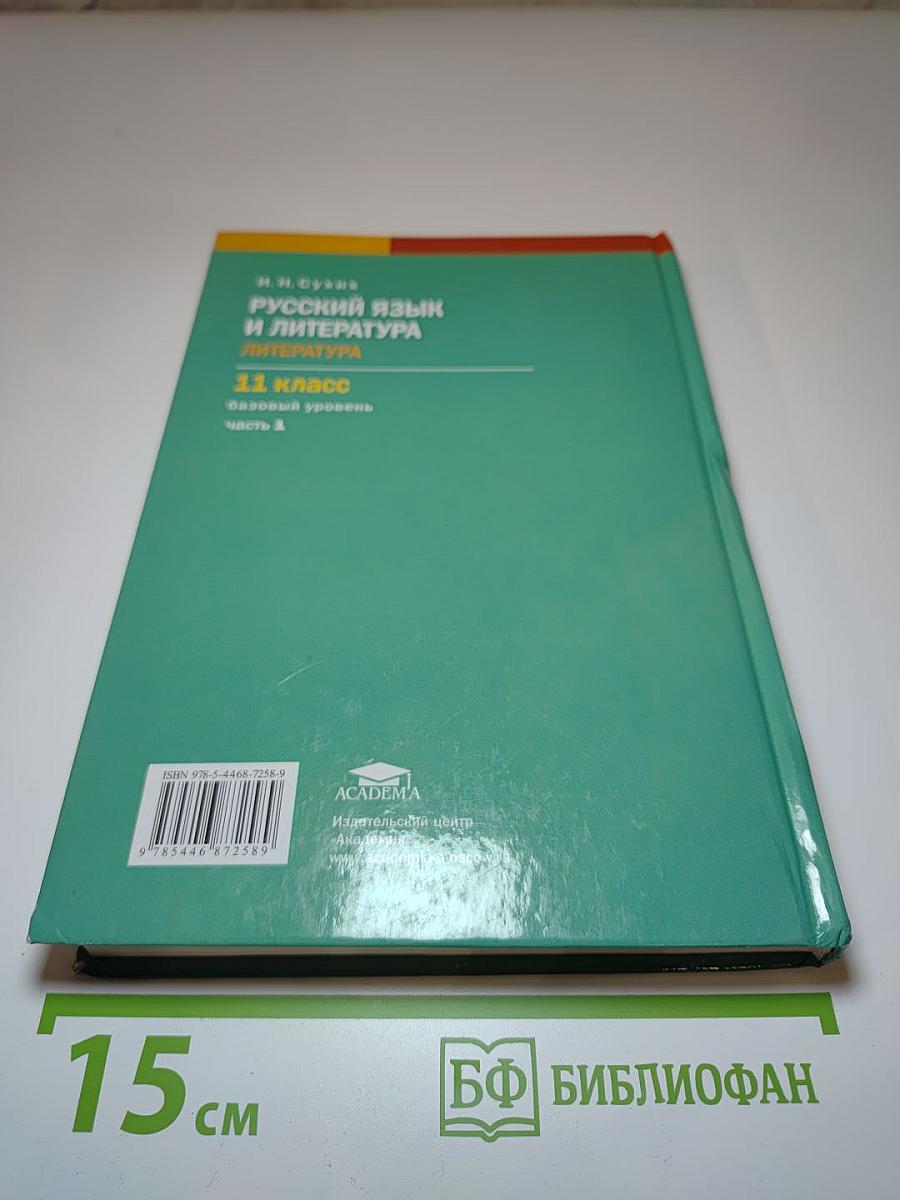 И. Н. Сухих
РУССКИЙ ЯЗЫК
И ЛИТЕРАТУРА
ЛИТЕРАТУРА
11 класс
базовый уровень
часть 1
ISBN 978-5-4468-7258-9
9 785446 872589
ACADEMIA
Издательский центр
«Академия»
15 см
БФ БИБЛИОФАН